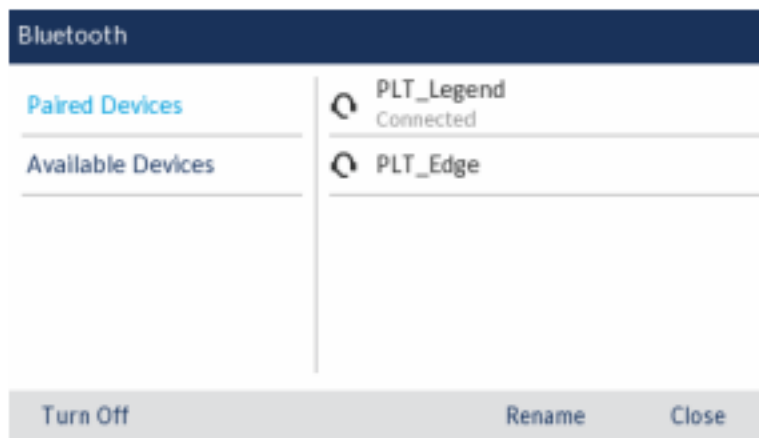 Bluetooth
Paired Devices
Available Devices
PLT_Legend
Connected
PLT_Edge
Turn Off
Rename
Close